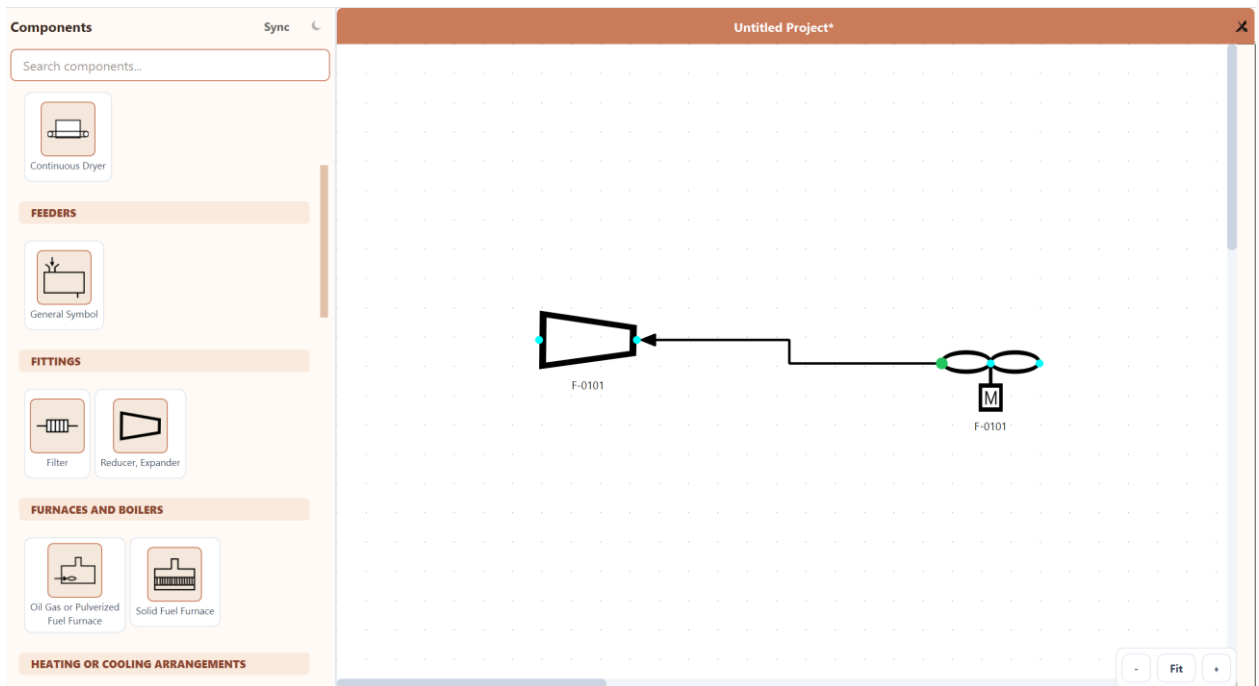 Components Sync
Untitled Project*
Search components...
Continuous Dryer
FEEDERS
General Symbol
FITTINGS
Filter
Reducer, Expander
FURNACES AND BOILERS
Oil Gas or Pulverized
Fuel Furnace
Solid Fuel Furnace
HEATING OR COOLING ARRANGEMENTS
F-0101
M
F-0101
- Fit +